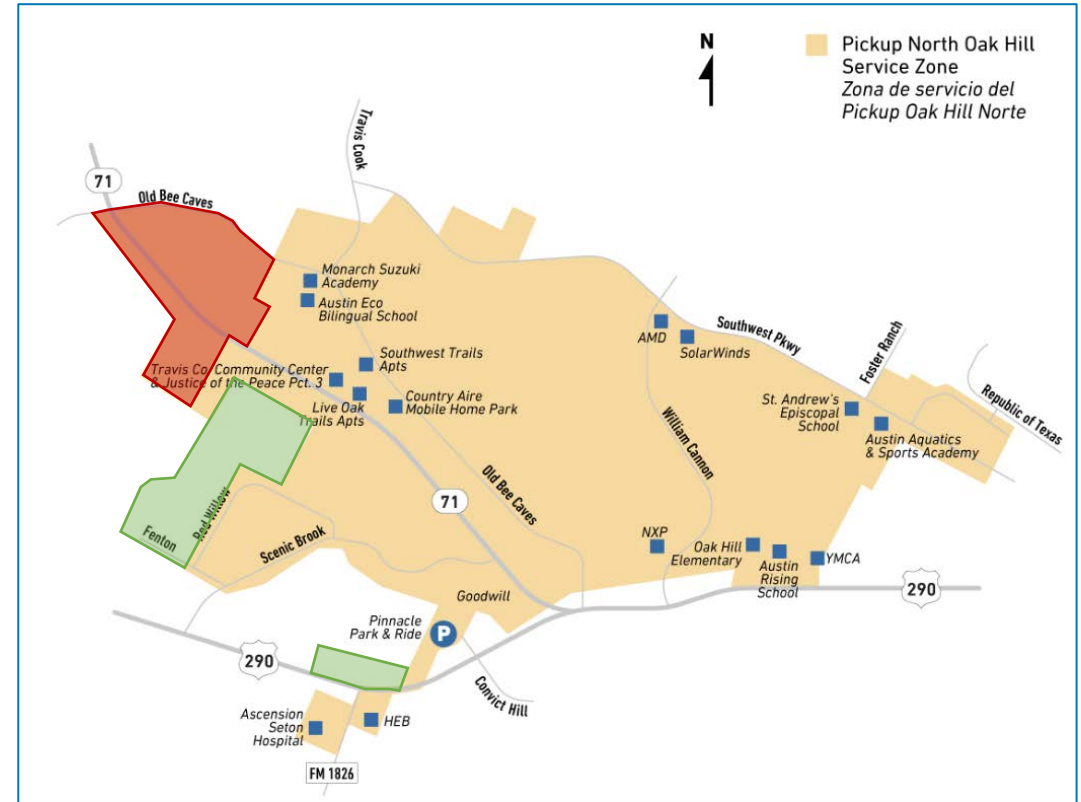 N
Pickup North Oak Hill
Service Zone
Zona de servicio del
Pickup Oak Hill Norte
Travis Cook
71
Old Bee Caves
Monarch Suzuki
Academy
Austin Eco
Bilingual School
Southwest Pkwy
AMD
SolarWinds
Foster Ranch
Republic of Texas
Southwest Trails
Apts
Travis Co. Community Center
& Justice of the Peace Pct. 3
Country Aire
Mobile Home Park
Live Oak
Trails Apts
St. Andrew's
Episcopal
School
Austin Aquatics
& Sports Academy
William Cannon
Old Bee Caves
71
Red Willow
Fenton
Scenic Brook
NXP
Oak Hill
Elementary
Austin
Rising
School
YMCA
290
Goodwill
Pinnacle
Park & Ride
P
290
Convict Hill
Ascension
Seton
Hospital
HEB
FM 1826